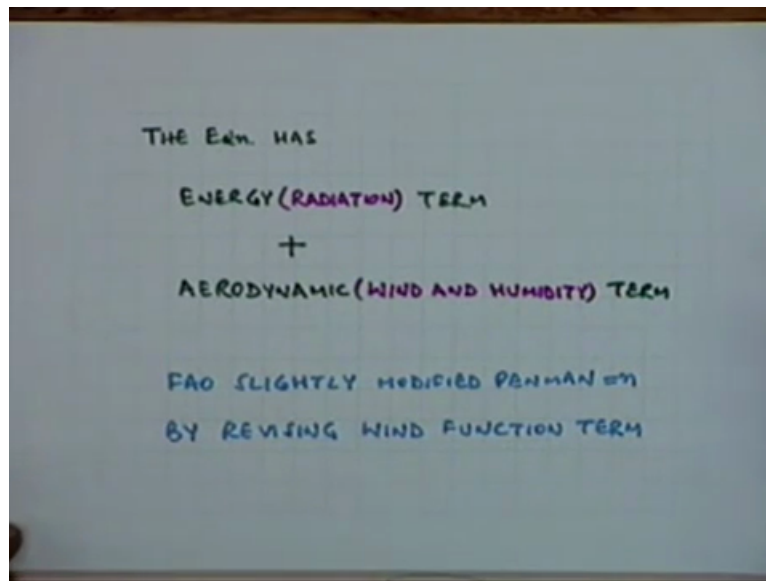 THE Eqn. HAS
ENERGY (RADIATION) TERM
+
AERODYNAMIC (WIND AND HUMIDITY) TERM
FAO SLIGHTLY MODIFIED PENMAN =n
BY REVISING WIND FUNCTION TERM